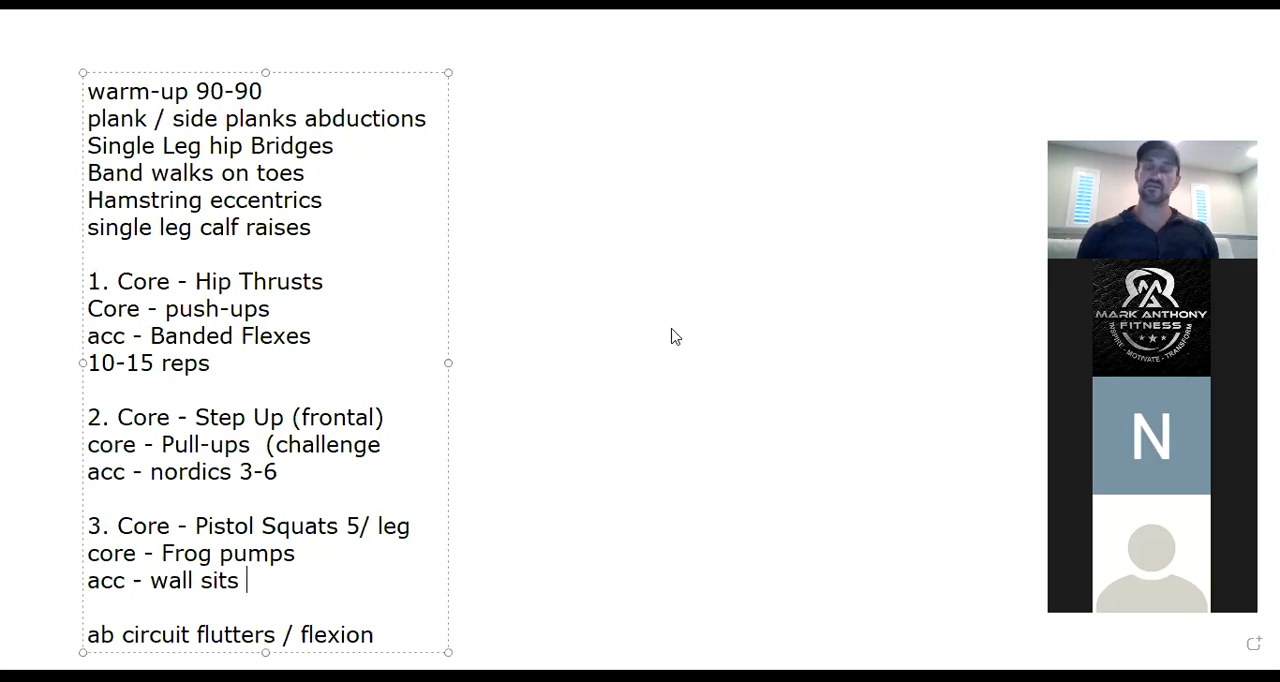 warm-up 90-90
plank / side planks abductions
Single Leg hip Bridges
Band walks on toes
Hamstring eccentrics
single leg calf raises
1. Core - Hip Thrusts
Core - push-ups
acc - Banded Flexes
10-15 reps
2. Core - Step Up (frontal)
core - Pull-ups  (challenge
acc - nordics 3-6
3. Core - Pistol Squats 5/ leg
core - Frog pumps
acc - wall sits
ab circuit flutters / flexion
MARK ANTHONY
FITNESS
INSPIRE - MOTIVATE - TRANSFORM
N